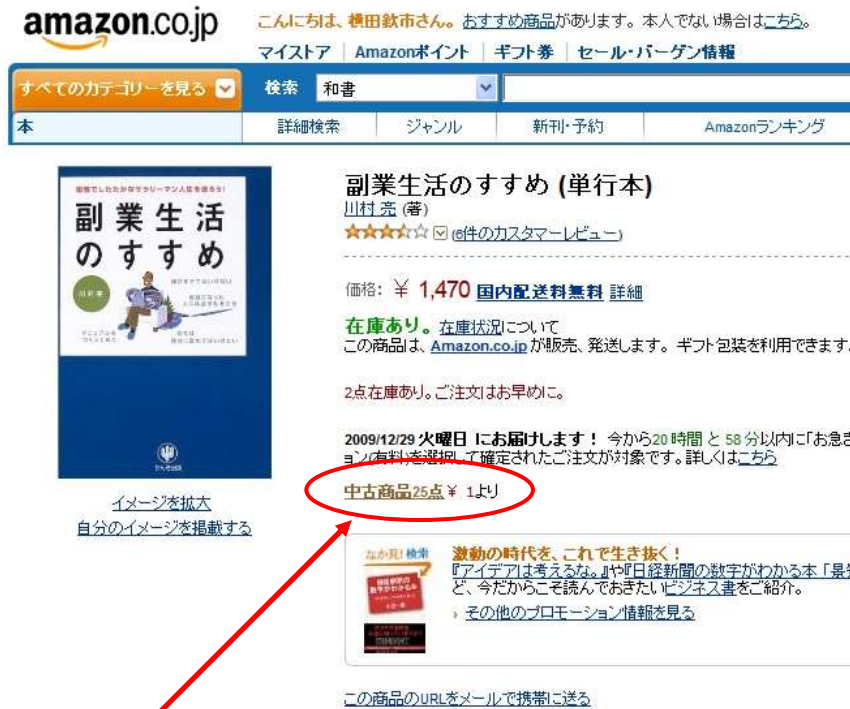 amazon.co.jp
こんにちは、横田欽市さん。おすすめ商品があります。本人でない場合はこちら。
マイストア Amazonポイント ギフト券 セール・バーゲン情報
すべてのカテゴリーを見る 検索 和書
本 詳細検索 ジャンル 新刊・予約 Amazonランキング
副業生活
のすすめ
川村亮
かんき出版
イメージを拡大
自分のイメージを掲載する
副業生活のすすめ (単行本)
川村 亮 (著)
(6件のカスタマーレビュー)
価格: ¥ 1,470 国内配送料無料 詳細
在庫あり。 在庫状況について
この商品は、Amazon.co.jp が販売、発送します。 ギフト包装を利用できます。
2点在庫あり。ご注文はお早めに。
2009/12/29 火曜日 にお届けします! 今から20 時間 と 58 分以内に「お急ぎ
ョン(有料)を選択して確定されたご注文が対象です。詳しくはこちら
中古商品25点¥ 1より
なか見!検索
激動の時代を、これで生き抜く!
『アイデアは考えるな。』や『日経新聞の数字がわかる本「景気
ど、今だからこそ読んでおきたいビジネス書をご紹介。
› その他のプロモーション情報を見る
この商品のURLをメールで携帯に送る